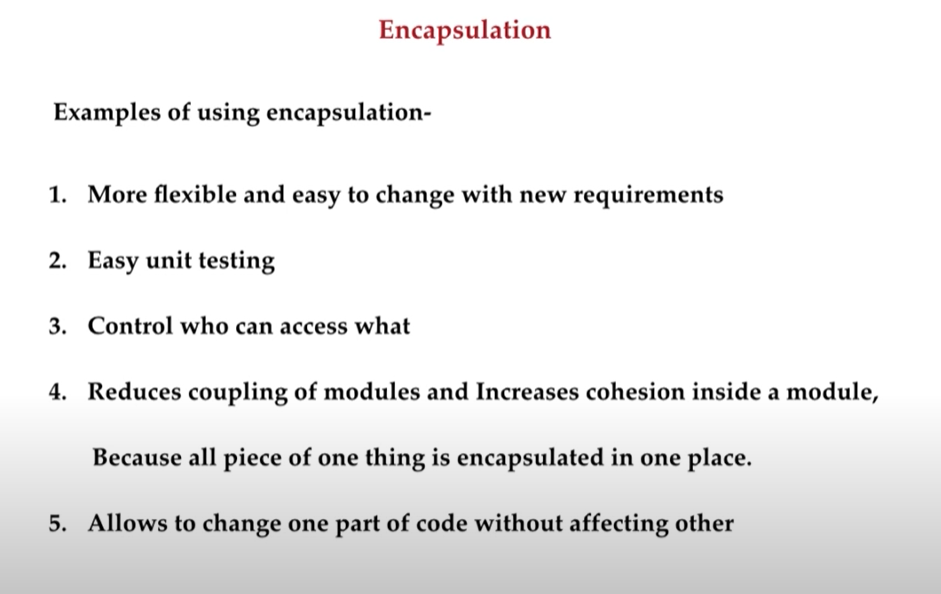 Encapsulation
Examples of using encapsulation-
1. More flexible and easy to change with new requirements
2. Easy unit testing
3. Control who can access what
4. Reduces coupling of modules and Increases cohesion inside a module,
Because all piece of one thing is encapsulated in one place.
5. Allows to change one part of code without affecting other